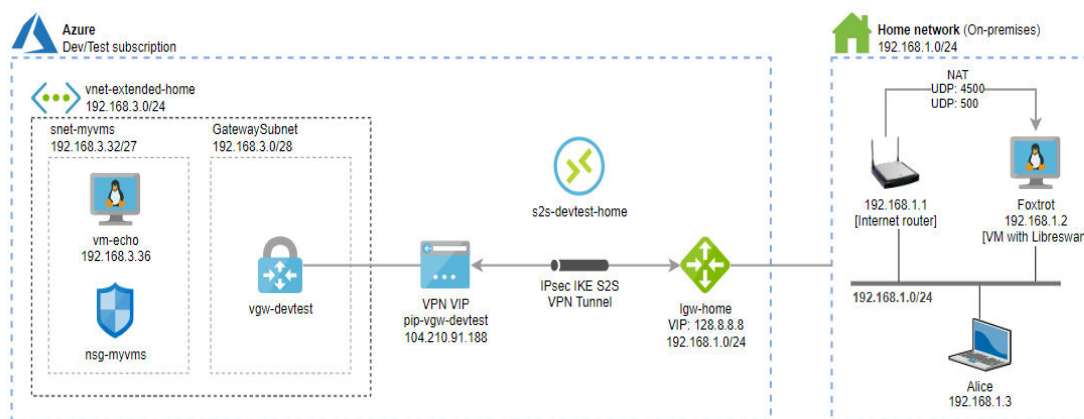 Azure
Dev/Test subscription
vnet-extended-home
192.168.3.0/24
snet-myvms
192.168.3.32/27
vm-echo
192.168.3.36
nsg-myvms
GatewaySubnet
192.168.3.0/28
vgw-devtest
VPN VIP
pip-vgw-devtest
104.210.91.188
s2s-devtest-home
IPsec IKE S2S
VPN Tunnel
lgw-home
VIP: 128.8.8.8
192.168.1.0/24
Home network (On-premises)
192.168.1.0/24
NAT
UDP: 4500
UDP: 500
192.168.1.1
[Internet router]
Foxtrot
192.168.1.2
[VM with Libreswan
192.168.1.0/24
Alice
192.168.1.3